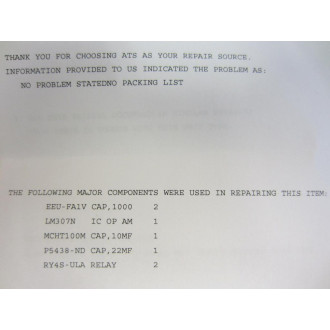 THANK YOU FOR CHOOSING ATS AS YOUR REPAIR SOURCE.
INFORMATION PROVIDED TO US INDICATED THE PROBLEM AS:
NO PROBLEM STATEDNO PACKING LIST
THE FOLLOWING MAJOR COMPONENTS WERE USED IN REPAIRING THIS ITEM:
EEU-FAIV CAP,1000 2
LM307N IC OP AM 1
MCHT100M CAP,10MF 1
P5438-ND CAP,22MF 1
RY4S-ULA RELAY 2